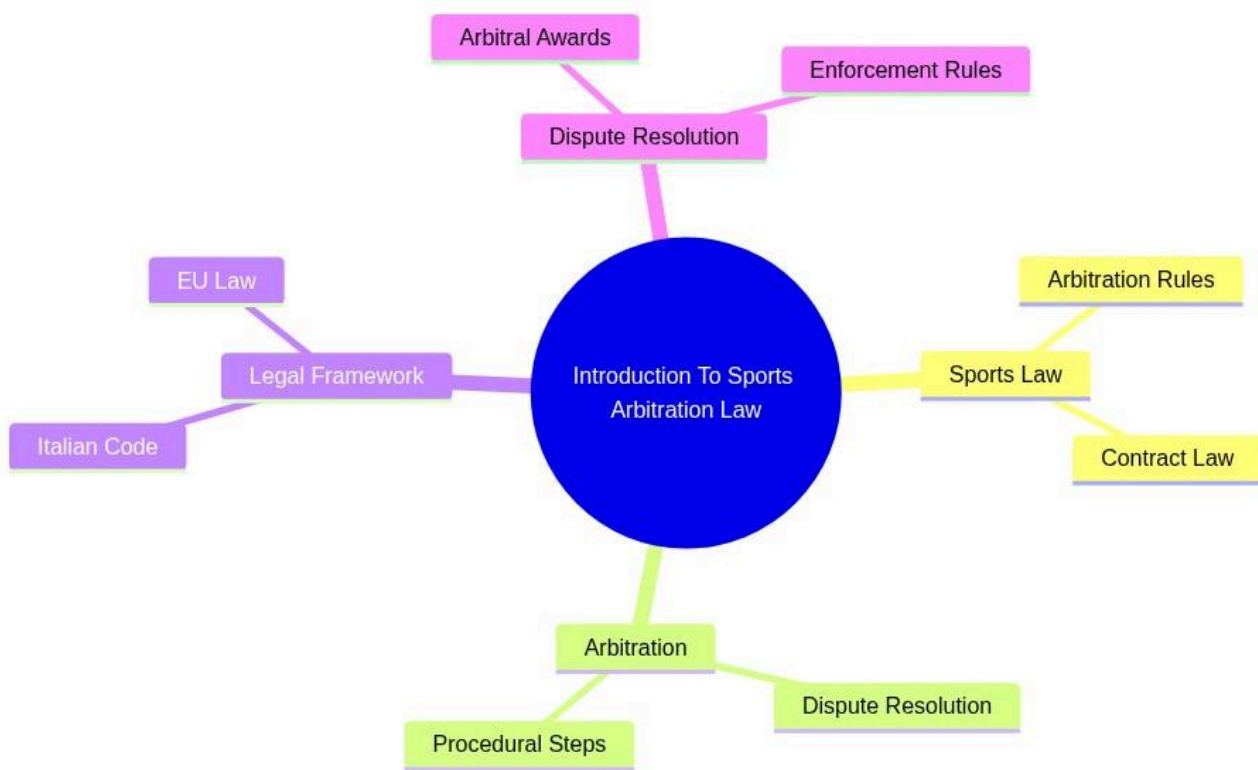 Arbitral Awards
Enforcement Rules
Dispute Resolution
EU Law
Arbitration Rules
Legal Framework
Introduction To Sports
Arbitration Law
Sports Law
Italian Code
Contract Law
Arbitration
Dispute Resolution
Procedural Steps